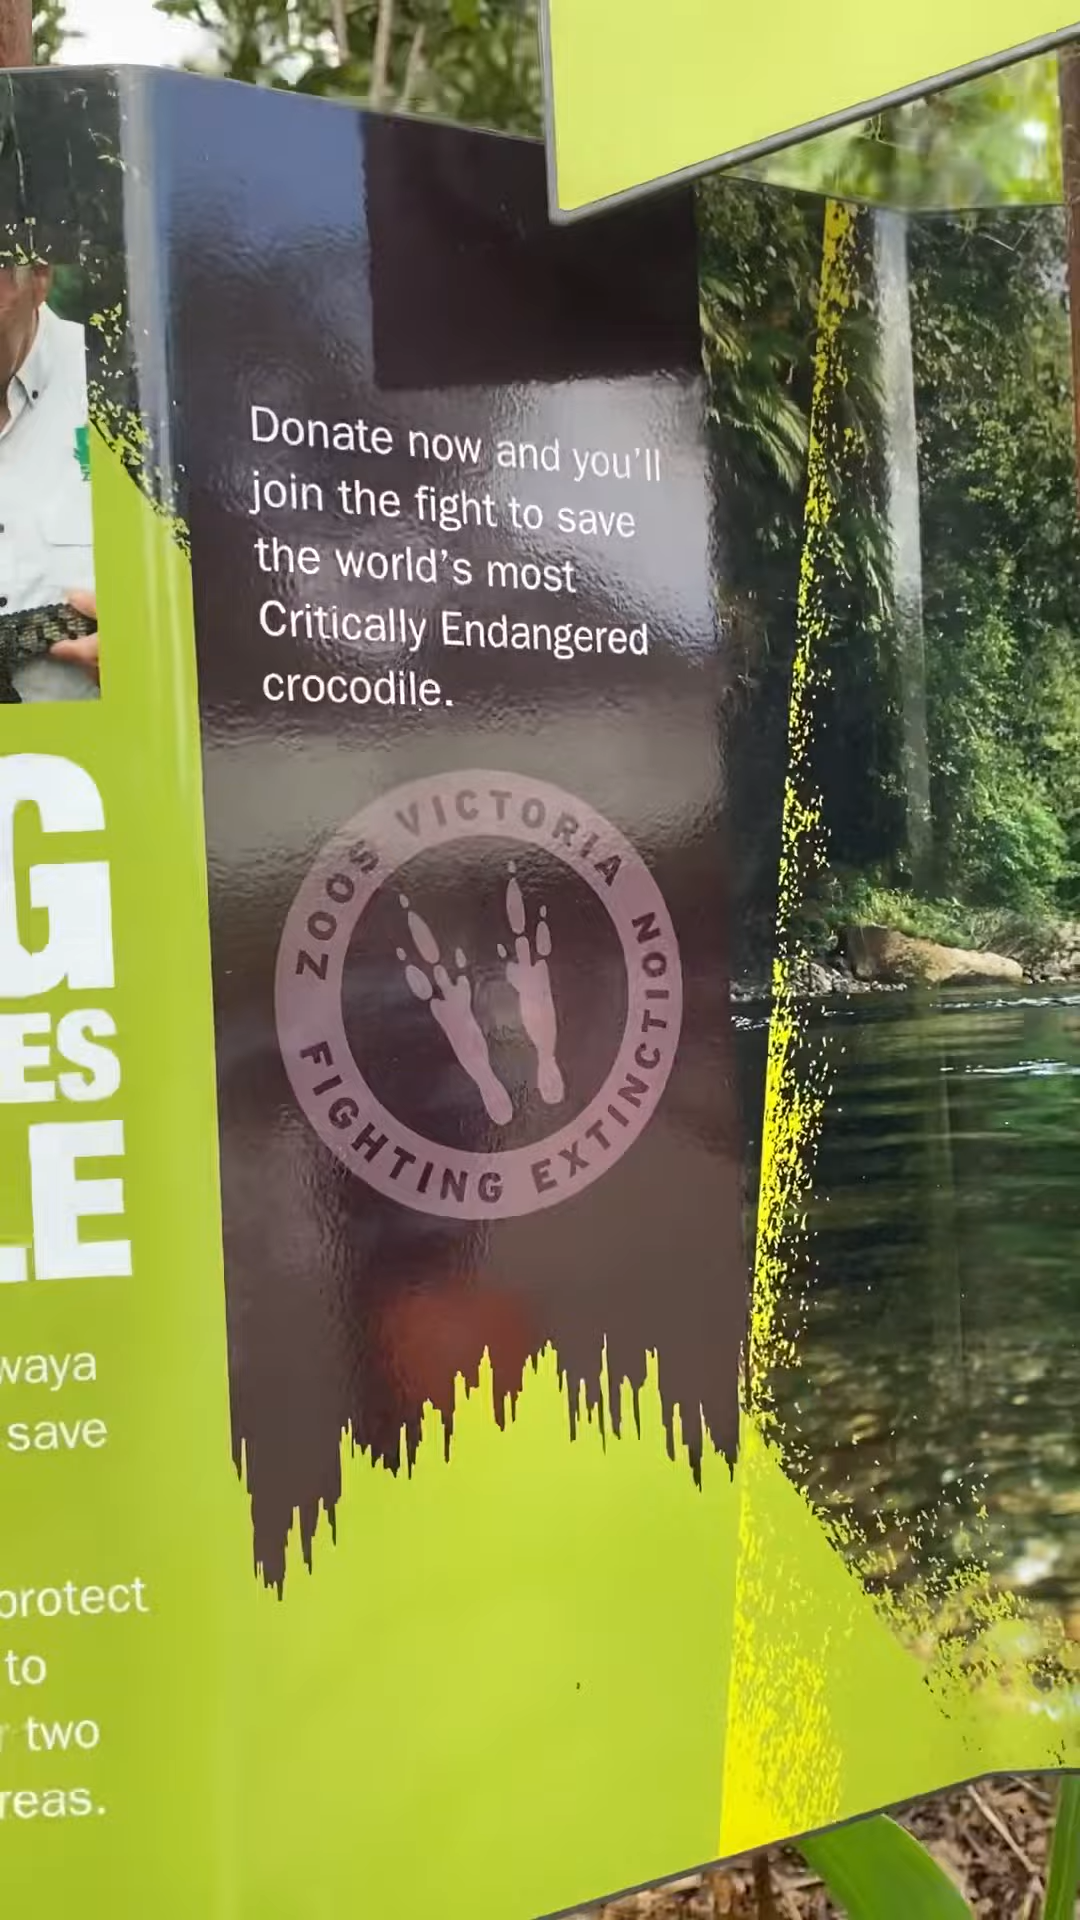 G
ES
LE
waya
save
protect
to
two
reas.
Donate now and you'll
join the fight to save
the world's most
Critically Endangered
crocodile.
ZOOS VICTORIA
FIGHTING EXTINCTION